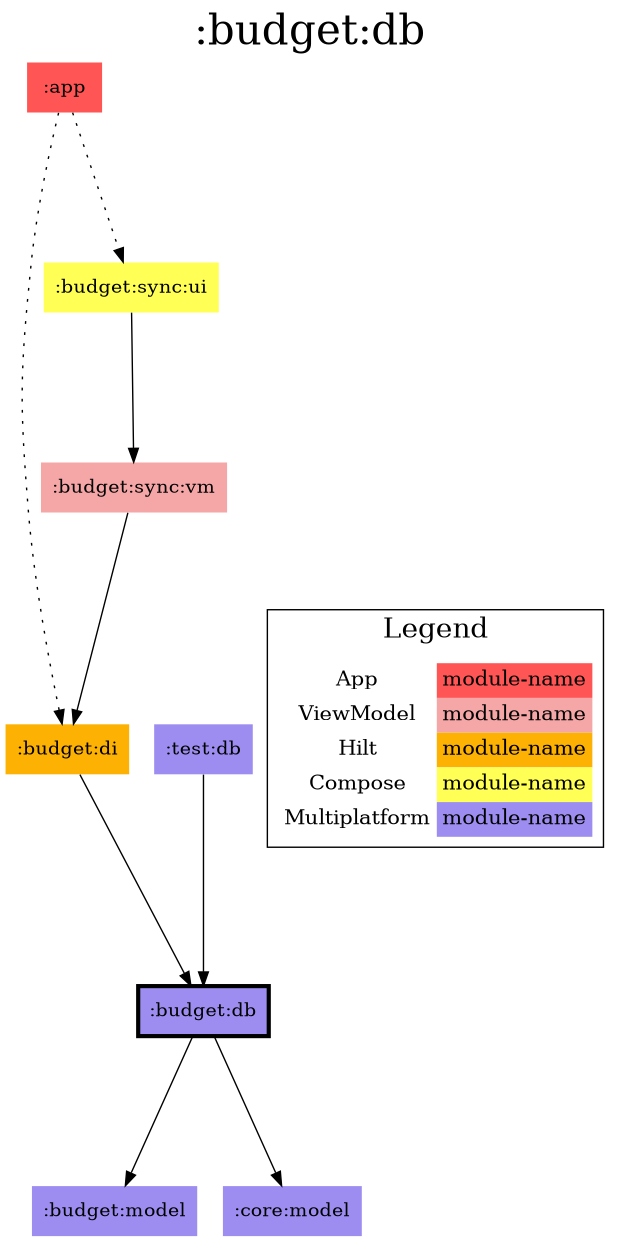 :budget:db
:app
:budget:sync:ui
:budget:sync:vm
:budget:di
:test:db
:budget:db
:budget:model
:core:model
Legend
App module-name
ViewModel module-name
Hilt module-name
Compose module-name
Multiplatform module-name